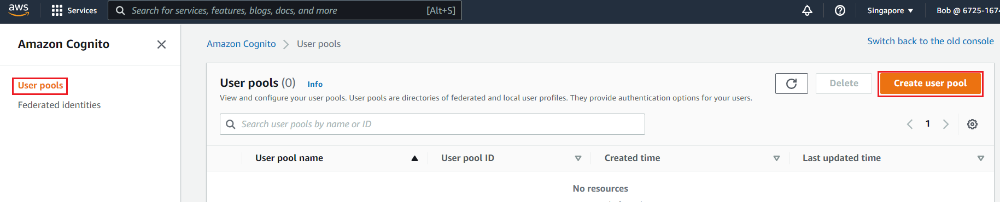 aws Services Search for services, features, blogs, docs, and more [Alt+S] Singapore ▼ Bob @ 6725-1674
Amazon Cognito
User pools
Federated identities
Amazon Cognito > User pools
Switch back to the old console
User pools (0) Info
Delete
Create user pool
View and configure your user pools. User pools are directories of federated and local user profiles. They provide authentication options for your users.
Search user pools by name or ID
1
User pool name User pool ID Created time Last updated time
No resources